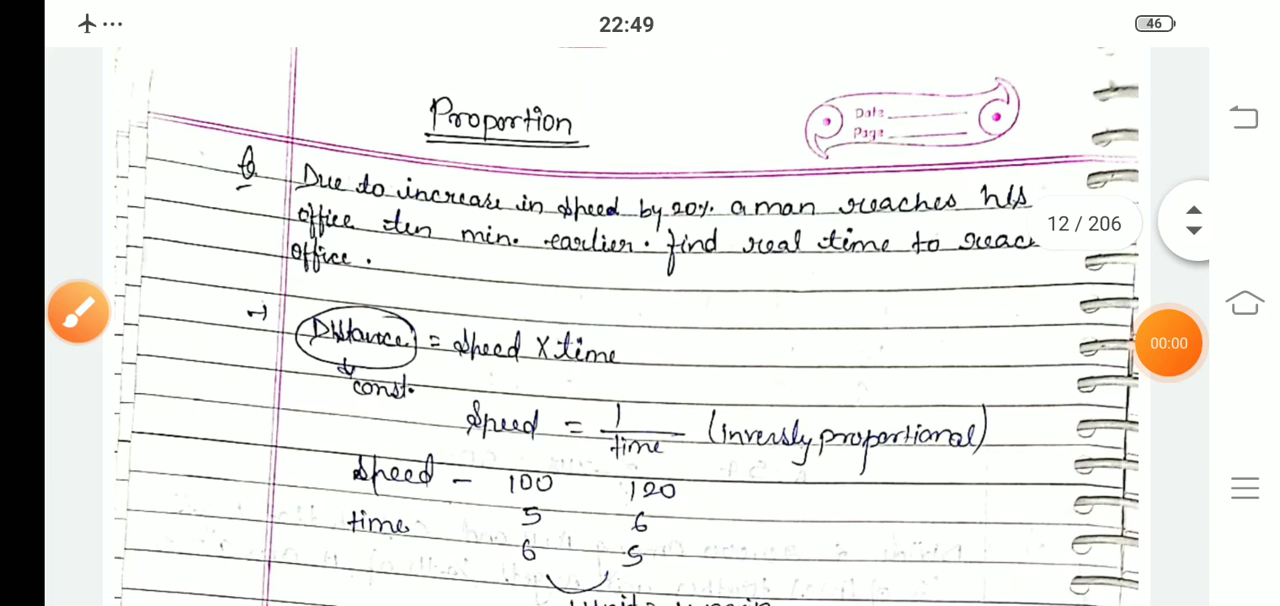 22:49
46
Proportion
Date
Page
Q Due to increase in speed by 20% a man reaches his
office ten min. earlier. find real time to reac
office.
12 / 206
→ Distance = speed X time
const.
00:00
Speed = 1/time (inversly proportional)
Speed - 100 120
time 5 6
6 5